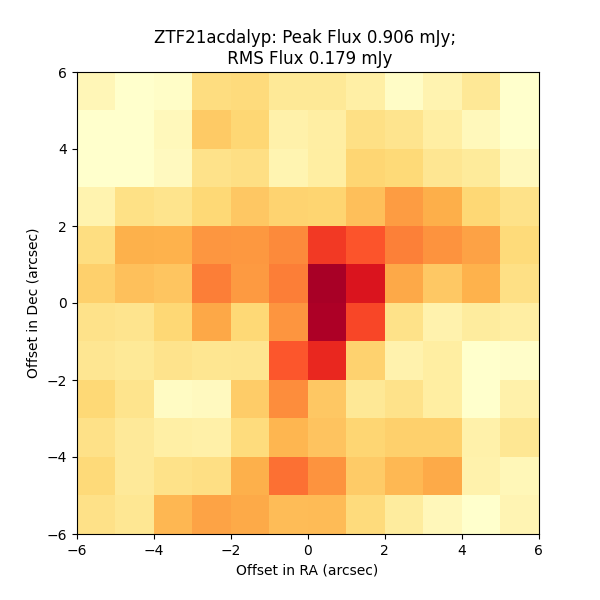 ZTF21acdalyp: Peak Flux 0.906 mJy;
RMS Flux 0.179 mJy
6
4
2
0
−2
−4
−6
Offset in Dec (arcsec)
−6 −4 −2 0 2 4 6
Offset in RA (arcsec)